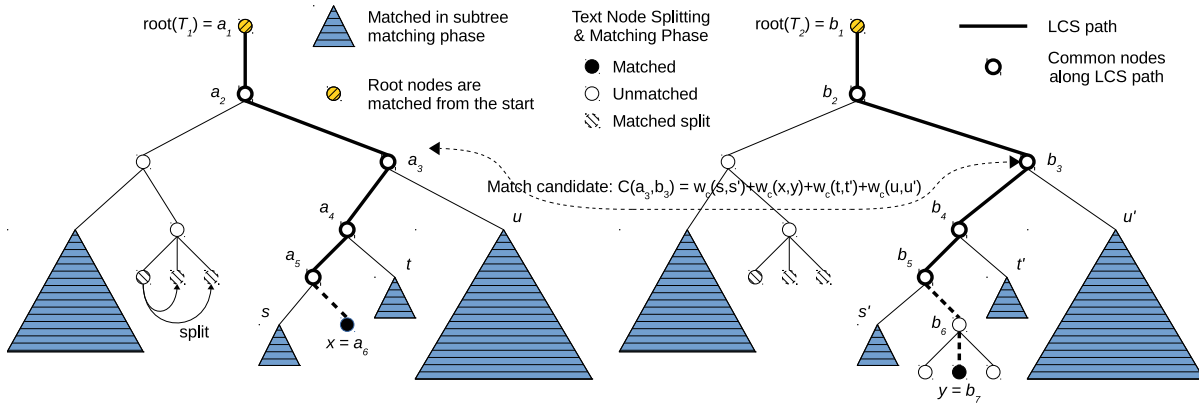 root(T1) = a1
Matched in subtree
matching phase
Root nodes are
matched from the start
Text Node Splitting
& Matching Phase
Matched
Unmatched
Matched split
root(T2) = b1
LCS path
Common nodes
along LCS path
a2
b2
a3
b3
Match candidate: C(a3,b3) = wc(s,s')+wc(x,y)+wc(t,t')+wc(u,u')
a4
u
b4
u'
a5
t
b5
t'
split
s
x = a6
s'
b6
y = b7